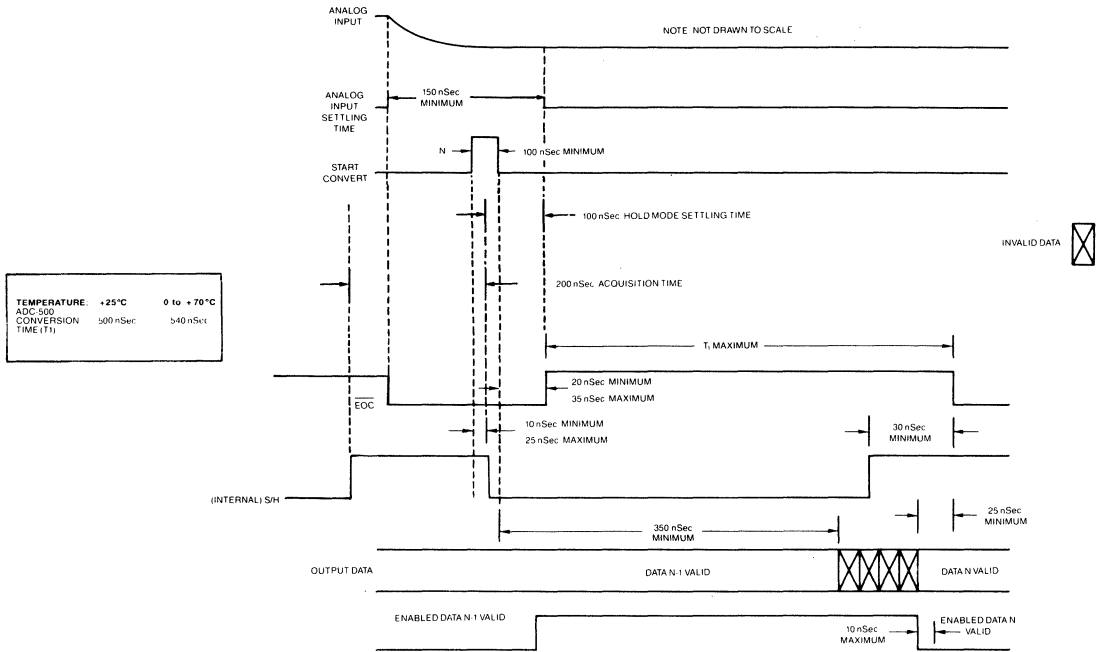 ANALOG
INPUT
NOTE NOT DRAWN TO SCALE
ANALOG
INPUT
SETTLING
TIME
150 nSec
MINIMUM
N
100 nSec MINIMUM
START
CONVERT
100 nSec HOLD MODE SETTLING TIME
INVALID DATA
200 nSec ACQUISITION TIME
TEMPERATURE: +25°C 0 to +70°C
ADC-500
CONVERSION 500 nSec 540 nSec
TIME (T1)
T1 MAXIMUM
20 nSec MINIMUM
35 nSec MAXIMUM
EOC
10 nSec MINIMUM
25 nSec MAXIMUM
30 nSec
MINIMUM
(INTERNAL) S/H
25 nSec
MINIMUM
350 nSec
MINIMUM
OUTPUT DATA
DATA N-1 VALID
DATA N VALID
ENABLED DATA N-1 VALID
ENABLED DATA N
VALID
10 nSec
MAXIMUM